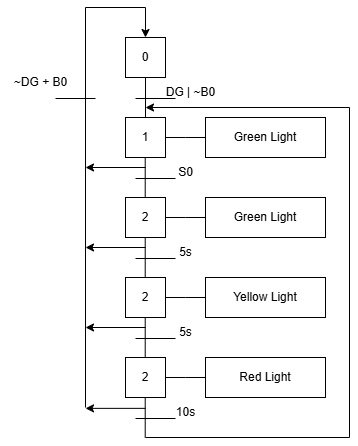 0
~DG + B0
DG | ~B0
1
Green Light
S0
2
Green Light
5s
2
Yellow Light
5s
2
Red Light
10s